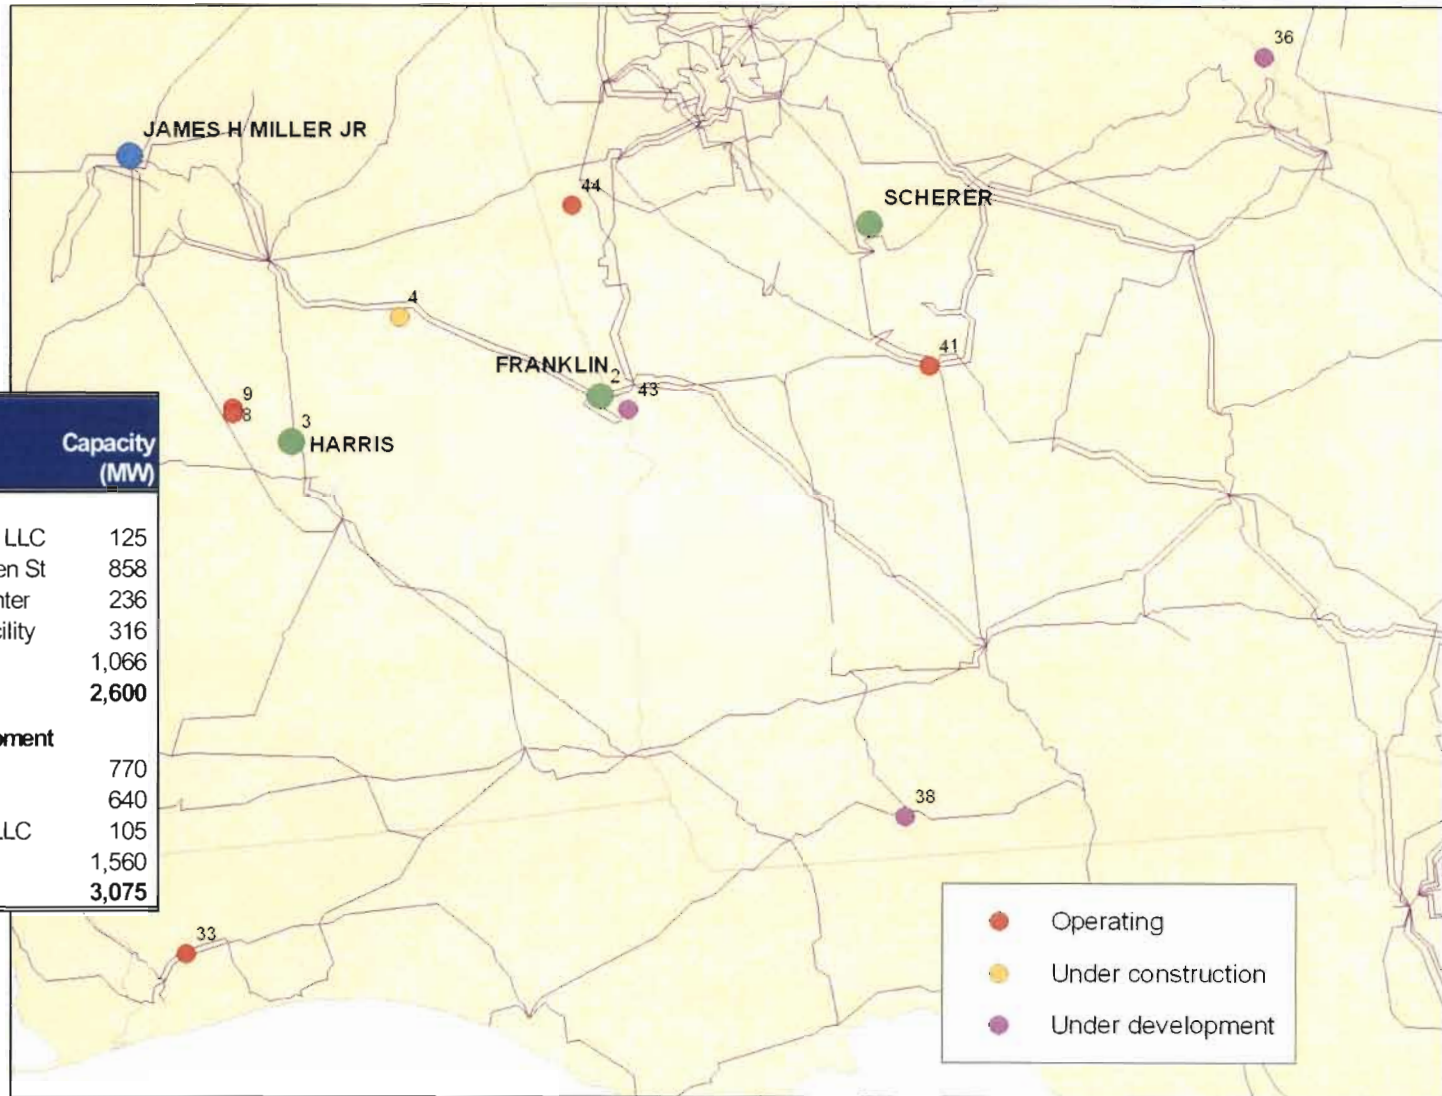 36
JAMES H MILLER JR
44
SCHERER
4
41
FRANKLIN
2
43
9
8
3
HARRIS
Capacity
(MW)
LLC 125
en St 858
nter 236
cility 316
1,066
2,600
pment
770
640
LLC 105
1,560
3,075
38
33
Operating
Under construction
Under development